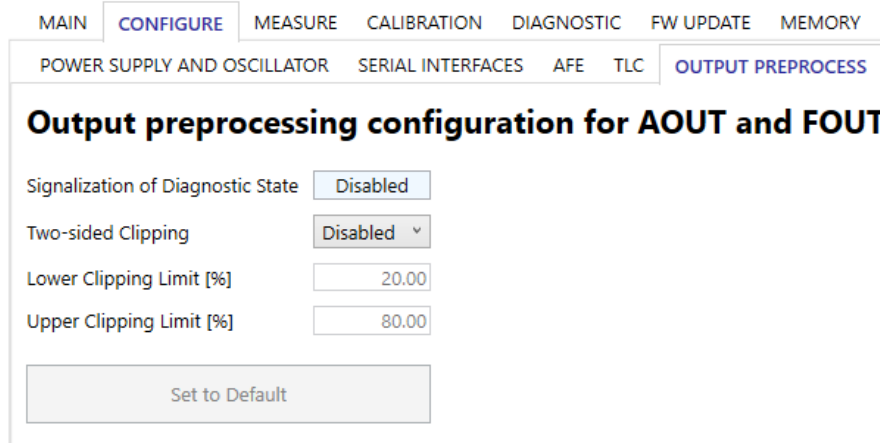 MAIN CONFIGURE MEASURE CALIBRATION DIAGNOSTIC FW UPDATE MEMORY
POWER SUPPLY AND OSCILLATOR SERIAL INTERFACES AFE TLC OUTPUT PREPROCESS
Output preprocessing configuration for AOUT and FOUT
Signalization of Diagnostic State Disabled
Two-sided Clipping Disabled
Lower Clipping Limit [%] 20.00
Upper Clipping Limit [%] 80.00
Set to Default